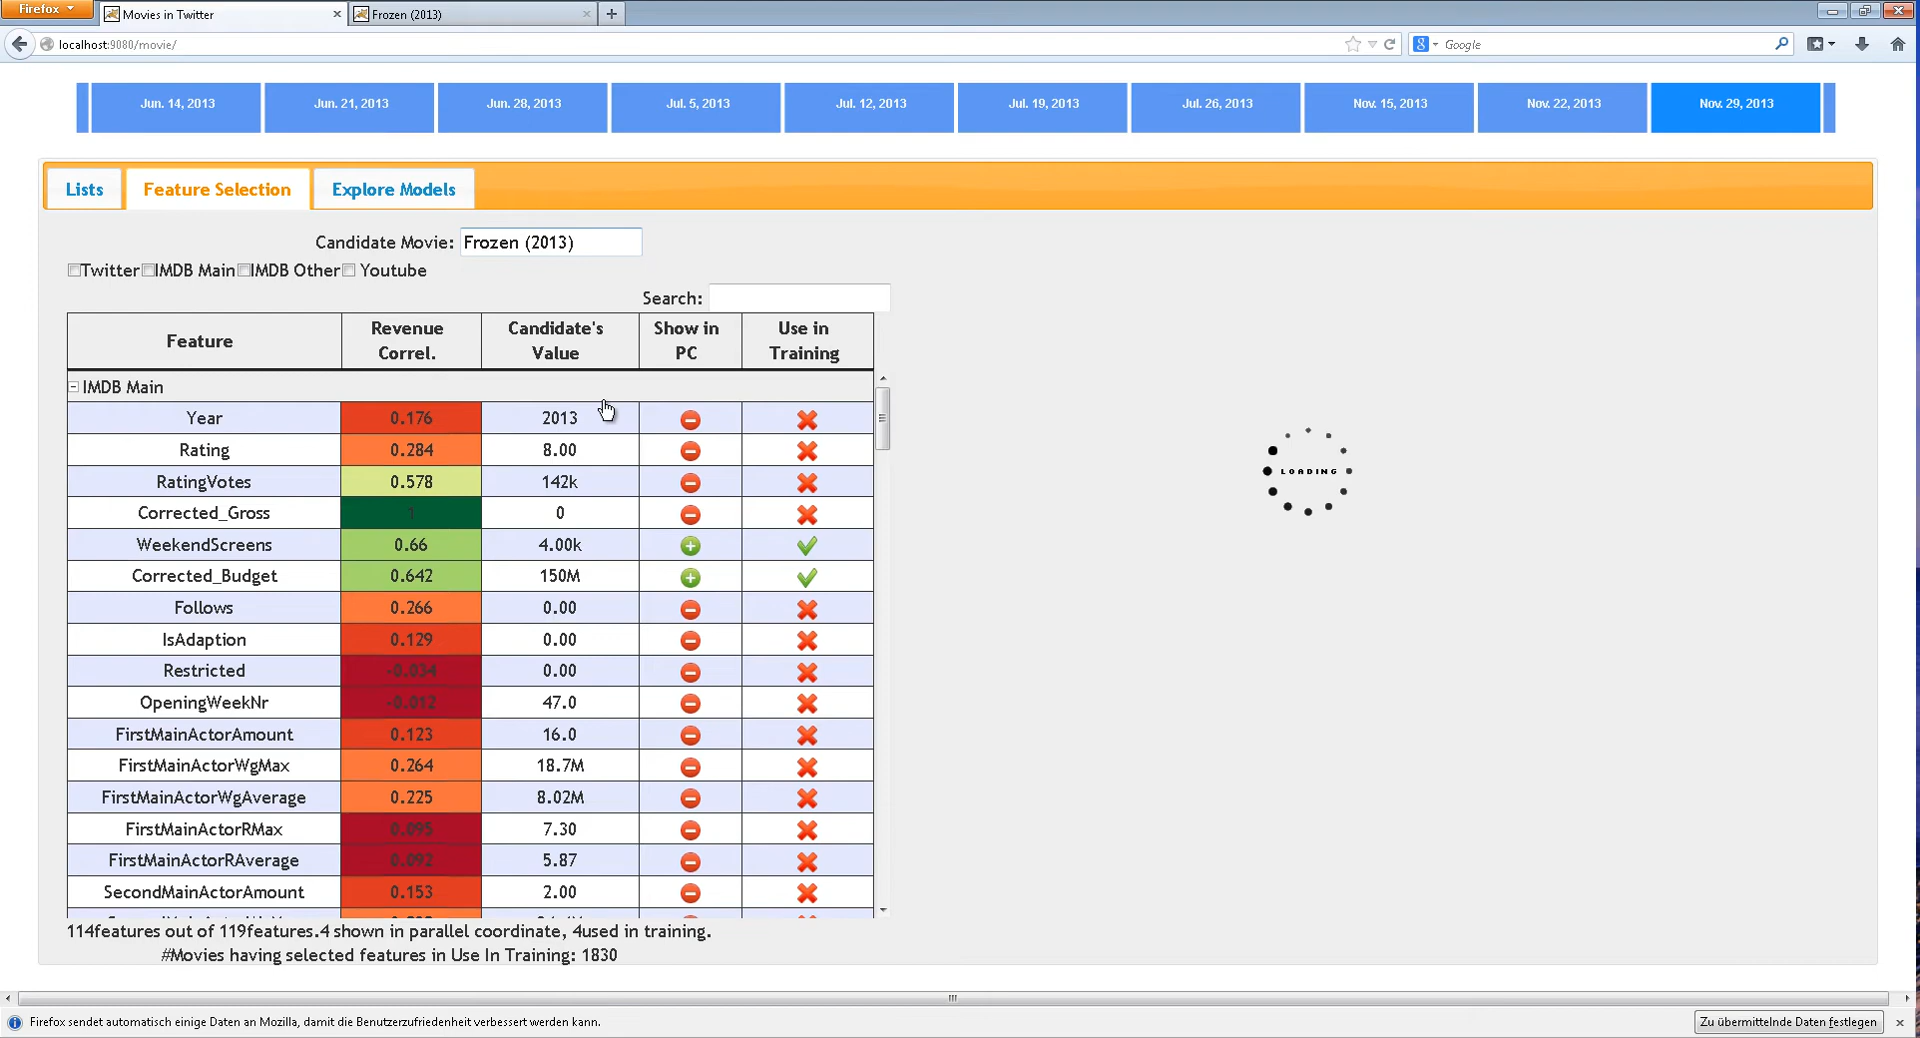 Firefox
Movies in Twitter
Frozen (2013)
localhost:9080/movie/
Google
Jun. 14, 2013 Jun. 21, 2013 Jun. 28, 2013 Jul. 5, 2013 Jul. 12, 2013 Jul. 19, 2013 Jul. 26, 2013 Nov. 15, 2013 Nov. 22, 2013 Nov. 29, 2013
Lists Feature Selection Explore Models
Candidate Movie: Frozen (2013)
Twitter IMDB Main IMDB Other Youtube
Search:
Feature Revenue Correl. Candidate's Value Show in PC Use in Training
IMDB Main
Year 0.176 2013
Rating 0.284 8.00
RatingVotes 0.578 142k
Corrected_Gross 1 0
WeekendScreens 0.66 4.00k
Corrected_Budget 0.642 150M
Follows 0.266 0.00
IsAdaption 0.129 0.00
Restricted -0.034 0.00
OpeningWeekNr -0.012 47.0
FirstMainActorAmount 0.123 16.0
FirstMainActorWgMax 0.264 18.7M
FirstMainActorWgAverage 0.225 8.02M
FirstMainActorRMax 0.095 7.30
FirstMainActorRAverage 0.092 5.87
SecondMainActorAmount 0.153 2.00
LOADING
114features out of 119features.4 shown in parallel coordinate, 4used in training.
#Movies having selected features in Use In Training: 1830
Firefox sendet automatisch einige Daten an Mozilla, damit die Benutzerzufriedenheit verbessert werden kann.
Zu übermittelnde Daten festlegen